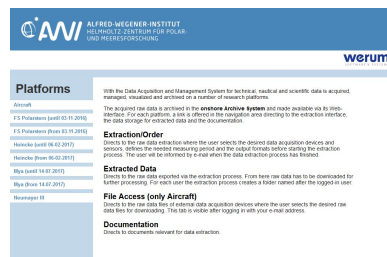 AWI
ALFRED-WEGENER-INSTITUT
HELMHOLTZ-ZENTRUM FÜR POLAR-
UND MEERESFORSCHUNG
werum
Platforms
Aircraft
FS Polarstern (until 03-11-2016)
FS Polarstern (from 03.11.2016)
Heincke (until 06-02-2017)
Heincke (from 06-02-2017)
Mya (until 14.07.2017)
Mya (from 14.07.2017)
Neumayer III
With the Data Acquisition and Management System for technical, nautical and scientific data is acquired,
managed, visualized and archived on a number of research platforms.
The acquired raw data is archived in the onshore Archive System and made available via its Web-
Interface. For each platform, a link is offered in the navigation area directing to the extraction interface,
the data storage for extracted data and the documentation.
Extraction/Order
Directs to the raw data extraction where the user selects the desired data acquisition devices and
sensors, defines the needed measuring period and the output formats before starting the extraction
process. The user will be informed by e-mail when the data extraction process has finished.
Extracted Data
Directs to the raw data exported via the extraction process. From here raw data has to be downloaded for
further processing. For each user the extraction process creates a folder named after the logged-in user.
File Access (only Aircraft)
Directs to the raw data files of external data acquisition devices where the user selects the desired raw
data files for downloading. This tab is visible after logging in with your e-mail address.
Documentation
Directs to documents relevant for data extraction.